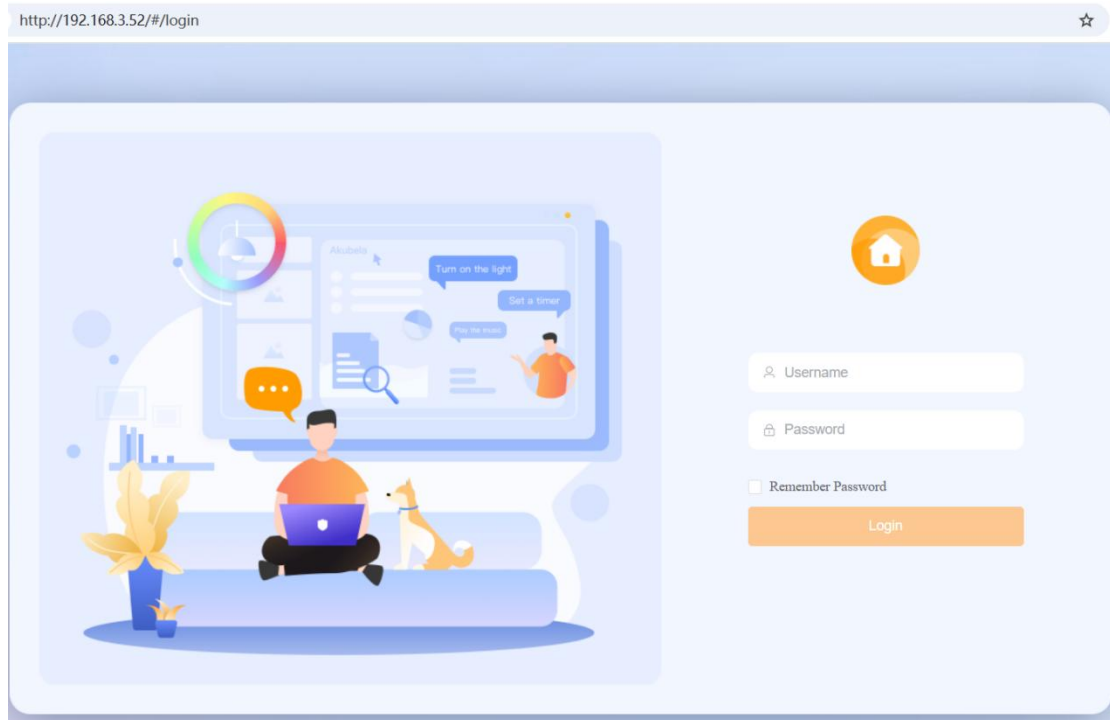 http://192.168.3.52/#/login
Akubela
Turn on the light
Set a timer
Play the music
Username
Password
Remember Password
Login